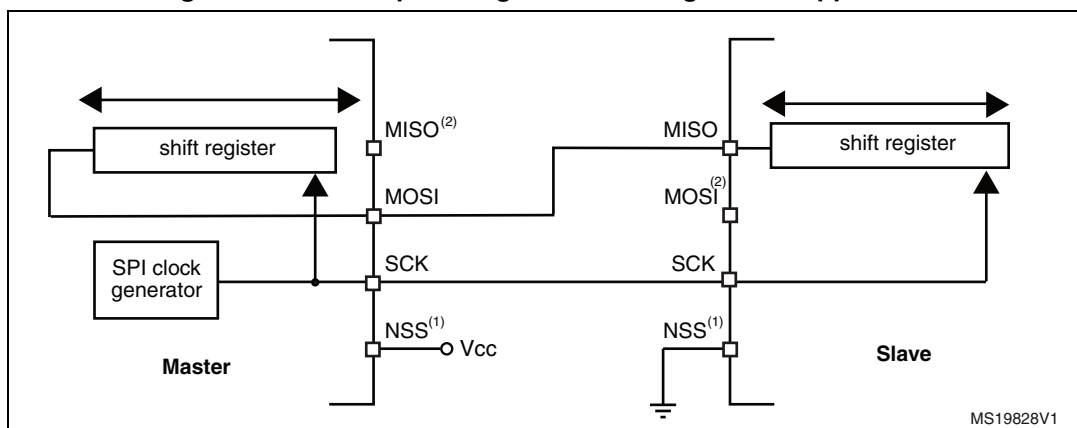 shift register
MISO(2)
MOSI
SPI clock generator
SCK
NSS(1)
Vcc
Master
MISO
shift register
MOSI(2)
SCK
NSS(1)
Slave
MS19828V1